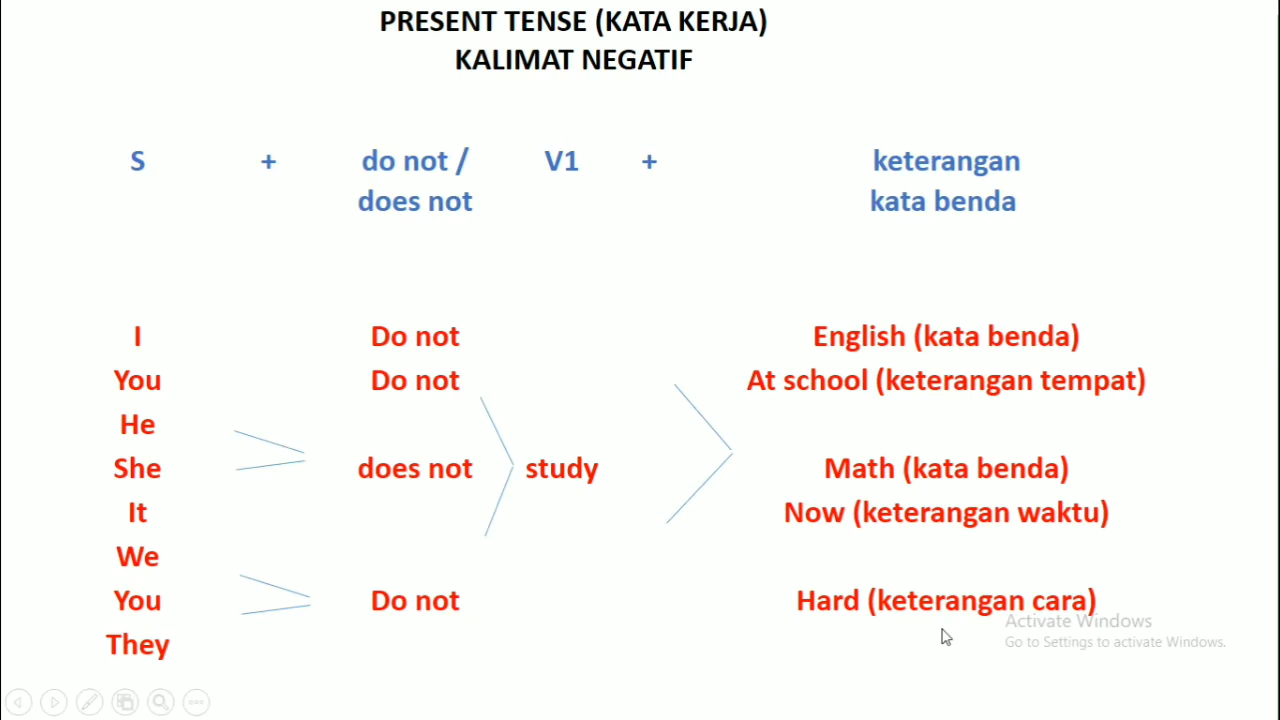 PRESENT TENSE (KATA KERJA)
KALIMAT NEGATIF
S + do not / V1 + keterangan
does not kata benda
I Do not English (kata benda)
You Do not At school (keterangan tempat)
He
She does not study Math (kata benda)
It Now (keterangan waktu)
We
You Do not Hard (keterangan cara)
They
Activate Windows
Go to Settings to activate Windows.